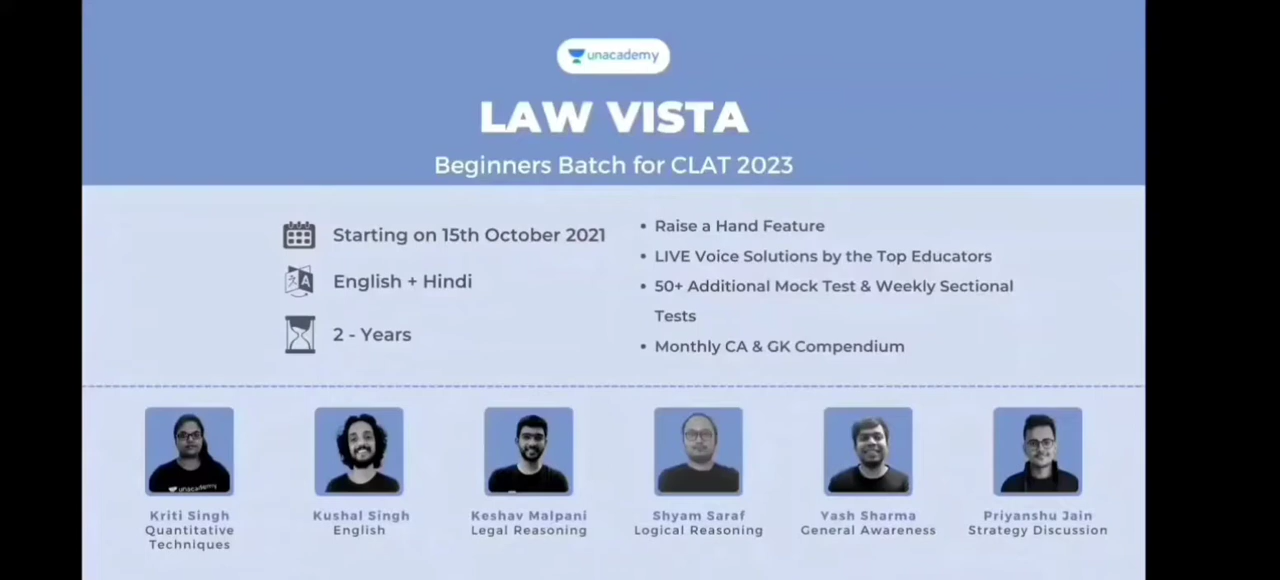 unacademy
LAW VISTA
Beginners Batch for CLAT 2023
Starting on 15th October 2021
English + Hindi
2 - Years
• Raise a Hand Feature
• LIVE Voice Solutions by the Top Educators
• 50+ Additional Mock Test & Weekly Sectional
Tests
• Monthly CA & GK Compendium
unacademy
Kriti Singh
Quantitative
Techniques
Kushal Singh
English
Keshav Malpani
Legal Reasoning
Shyam Saraf
Logical Reasoning
Yash Sharma
General Awareness
Priyanshu Jain
Strategy Discussion